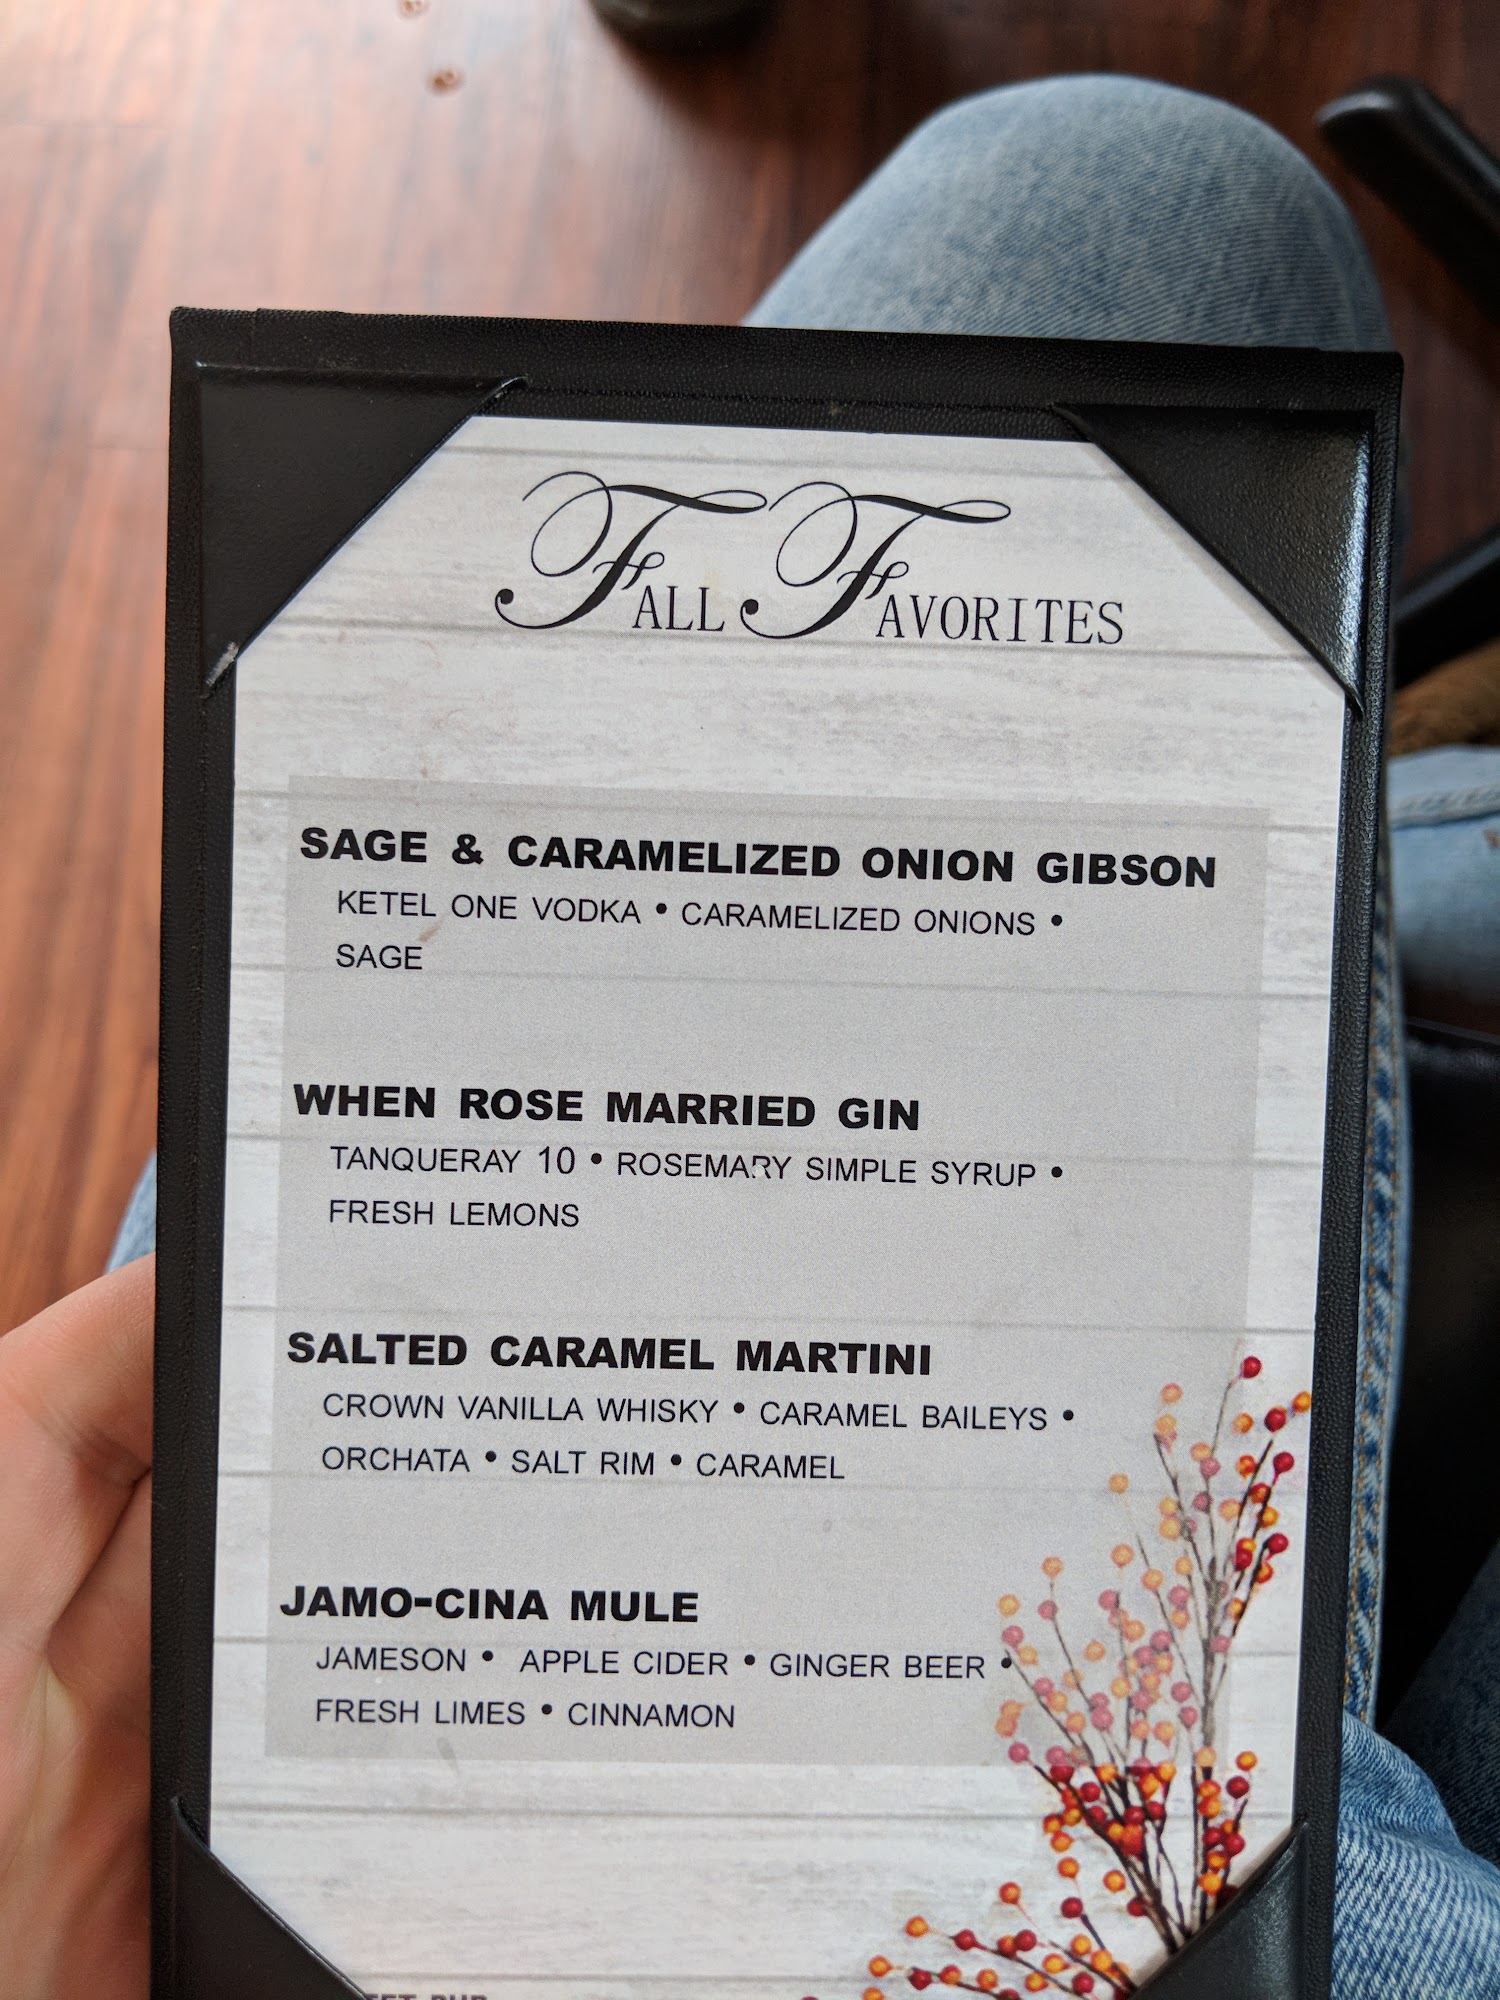 FALL FAVORITES
SAGE & CARAMELIZED ONION GIBSON
KETEL ONE VODKA • CARAMELIZED ONIONS •
SAGE
WHEN ROSE MARRIED GIN
TANQUERAY 10 • ROSEMARY SIMPLE SYRUP •
FRESH LEMONS
SALTED CARAMEL MARTINI
CROWN VANILLA WHISKY • CARAMEL BAILEYS •
ORCHATA • SALT RIM • CARAMEL
JAMO-CINA MULE
JAMESON • APPLE CIDER • GINGER BEER •
FRESH LIMES • CINNAMON